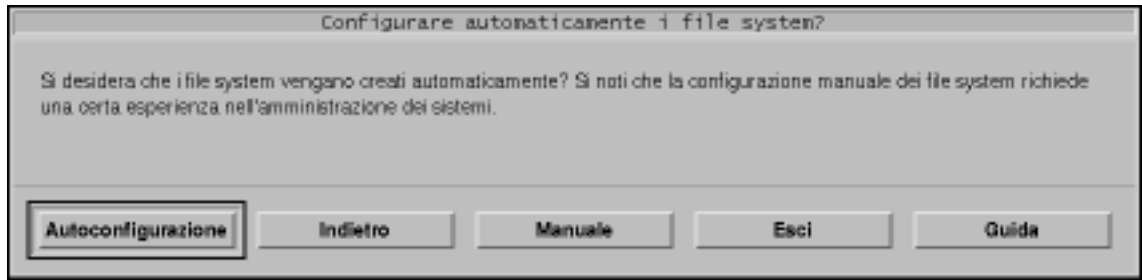 Configurare automaticamente i file system?
Si desidera che i file system vengano creati automaticamente? Si noti che la configurazione manuale dei file system richiede
una certa esperienza nell'amministrazione dei sistemi.
Autoconfigurazione Indietro Manuale Esci Guida